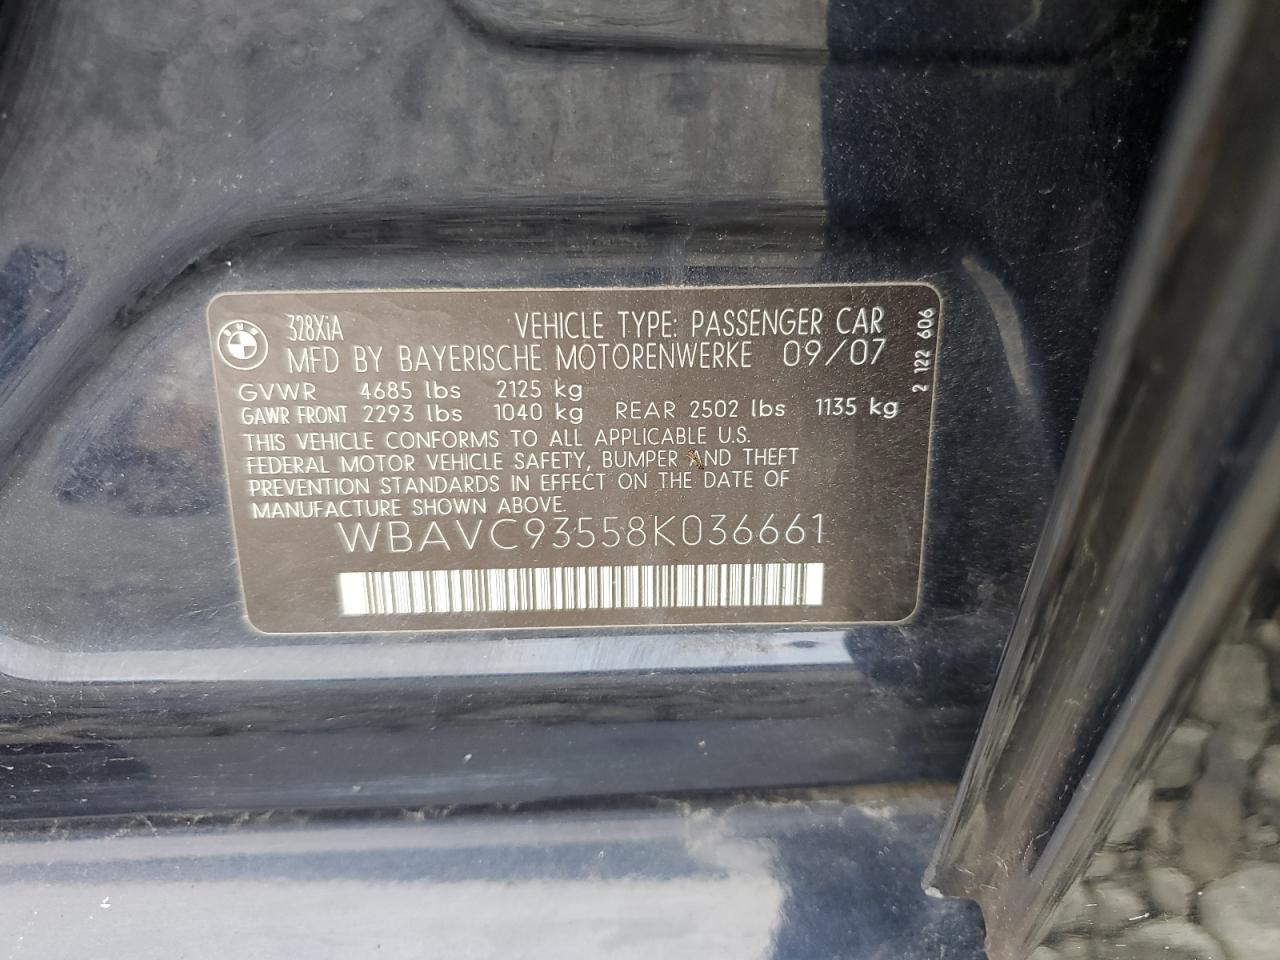 328XiA VEHICLE TYPE: PASSENGER CAR
MFD BY BAYERISCHE MOTORENWERKE 09/07
GVWR 4685 lbs 2125 kg
GAWR FRONT 2293 lbs 1040 kg REAR 2502 lbs 1135 kg
THIS VEHICLE CONFORMS TO ALL APPLICABLE U.S.
FEDERAL MOTOR VEHICLE SAFETY, BUMPER AND THEFT
PREVENTION STANDARDS IN EFFECT ON THE DATE OF
MANUFACTURE SHOWN ABOVE.
WBAVC93558K036661
2 122 606